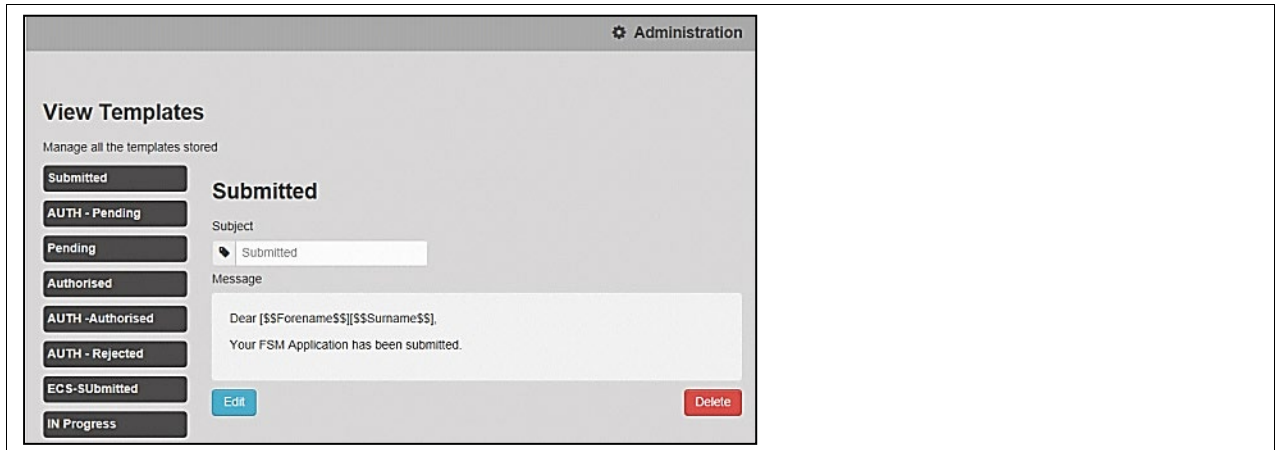 Administration
View Templates
Manage all the templates stored
Submitted
AUTH - Pending
Pending
Authorised
AUTH -Authorised
AUTH - Rejected
ECS-SUbmitted
IN Progress
Submitted
Subject
Submitted
Message
Dear [$$Forename$$][$$Surname$$],
Your FSM Application has been submitted.
Edit
Delete